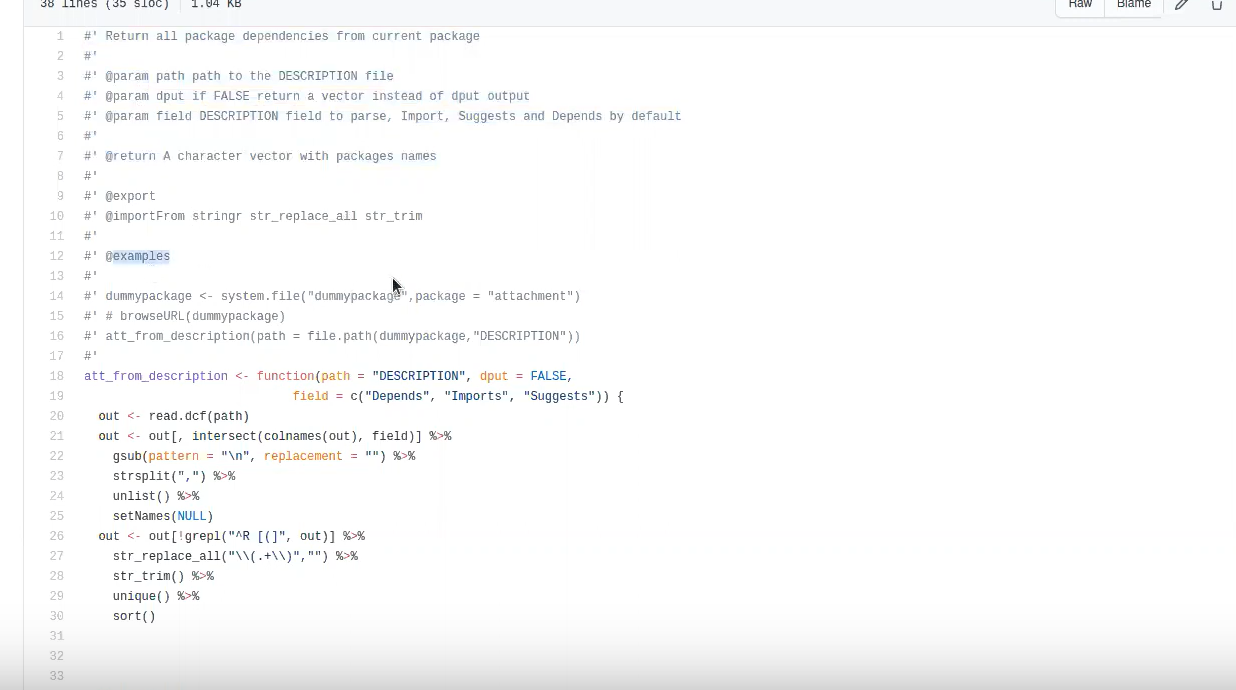 38 lines (35 sloc) 1.04 KB Raw Blame
1 #' Return all package dependencies from current package
2 #'
3 #' @param path path to the DESCRIPTION file
4 #' @param dput if FALSE return a vector instead of dput output
5 #' @param field DESCRIPTION field to parse, Import, Suggests and Depends by default
6 #'
7 #' @return A character vector with packages names
8 #'
9 #' @export
10 #' @importFrom stringr str_replace_all str_trim
11 #'
12 #' @examples
13 #'
14 #' dummypackage <- system.file("dummypackage",package = "attachment")
15 #' # browseURL(dummypackage)
16 #' att_from_description(path = file.path(dummypackage,"DESCRIPTION"))
17 #'
18 att_from_description <- function(path = "DESCRIPTION", dput = FALSE,
19 field = c("Depends", "Imports", "Suggests")) {
20 out <- read.dcf(path)
21 out <- out[, intersect(colnames(out), field)] %>%
22 gsub(pattern = "\n", replacement = "") %>%
23 strsplit(",") %>%
24 unlist() %>%
25 setNames(NULL)
26 out <- out[!grepl("^R [(]", out)] %>%
27 str_replace_all("\\(.+\\)","") %>%
28 str_trim() %>%
29 unique() %>%
30 sort()
31
32
33